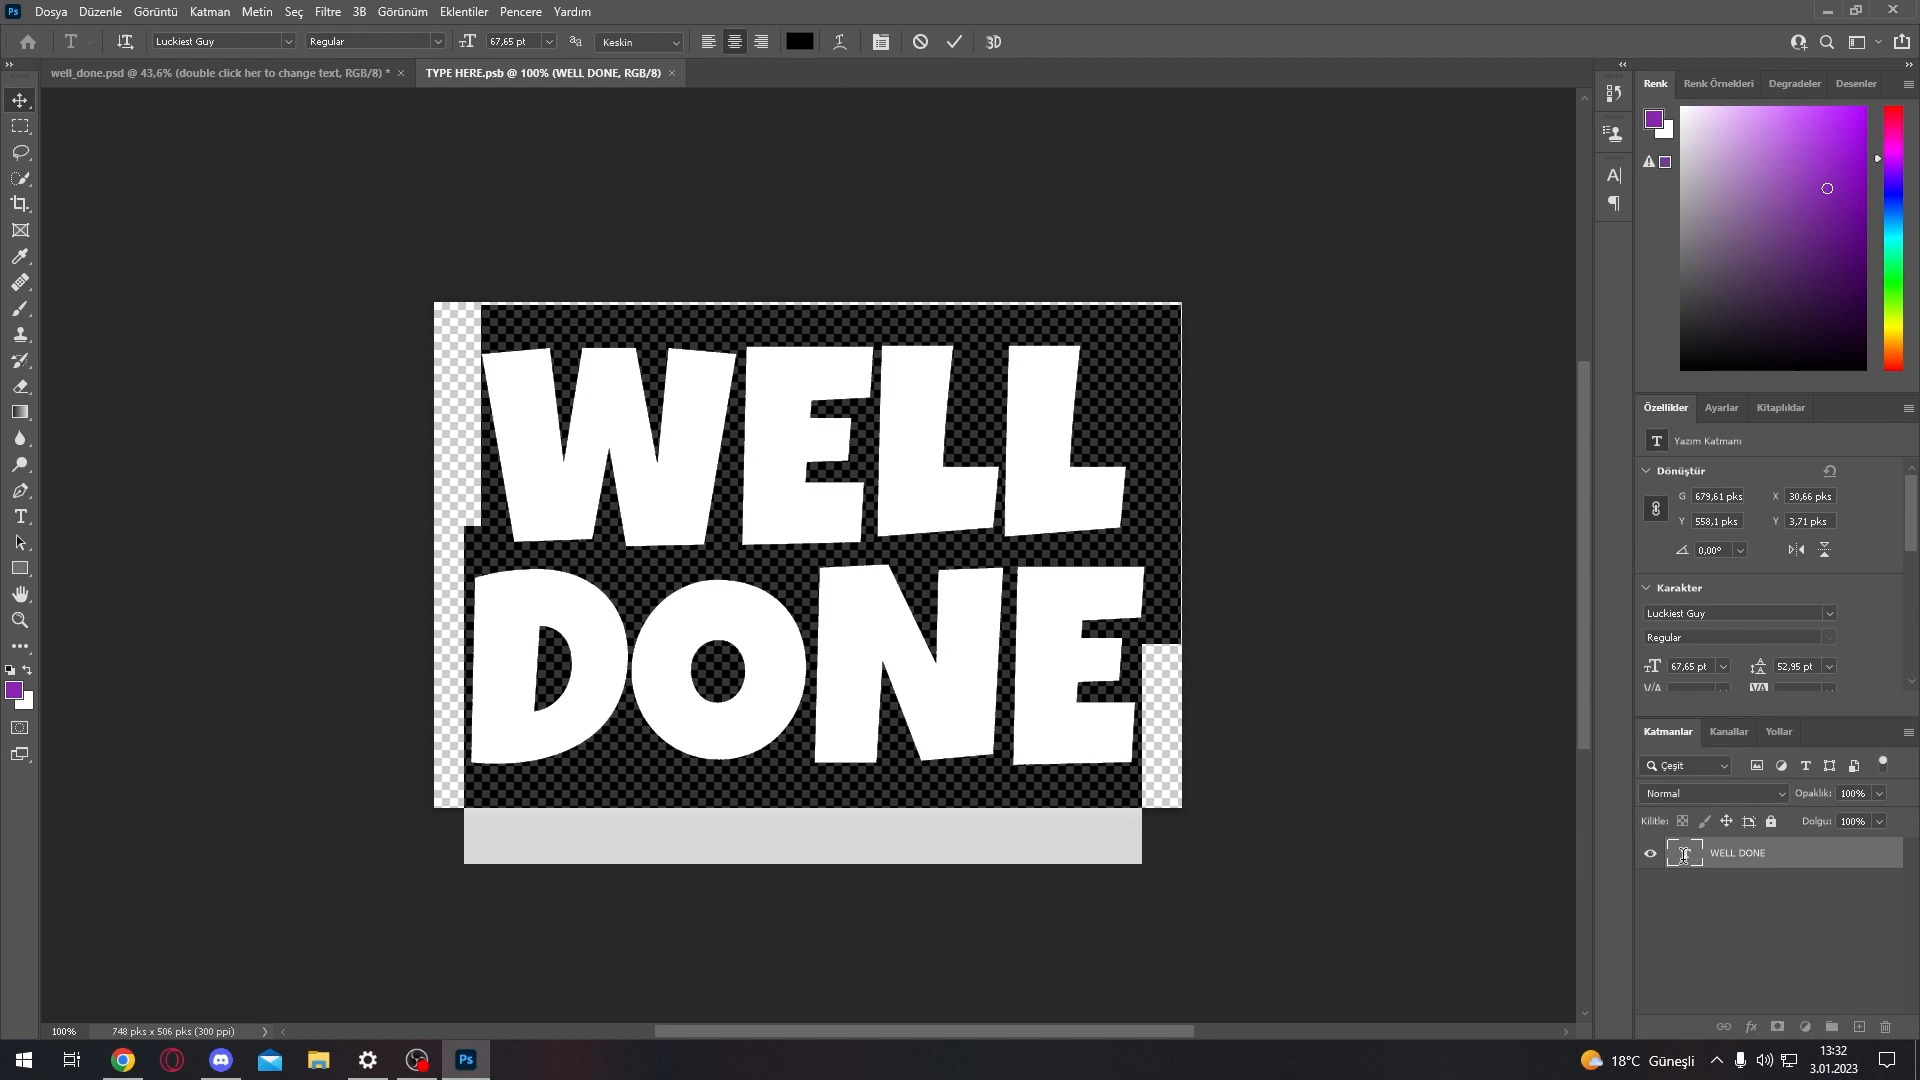 Ps Dosya Düzenle Görüntü Katman Metin Seç Filtre 3B Görünüm Eklentiler Pencere Yardım
Luckiest Guy Regular 67,65 pt Keskin 3D
well_done.psd @ 43,6% (double click her to change text, RGB/8) * TYPE HERE.psb @ 100% (WELL DONE, RGB/8)
Renk Renk Örnekleri Degradeler Desenler
WELL
DONE
Özellikler Ayarlar Kitaplıklar
T Yazım Katmanı
Dönüştür
G 679,61 pks X 30,66 pks
Y 558,1 pks Y 3,71 pks
0,00°
Karakter
Luckiest Guy
Regular
67,65 pt 52,95 pt
V/A VA
Katmanlar Kanallar Yollar
Çeşit
Normal Opaklık: 100%
Kilitle: Dolgu: 100%
WELL DONE
100% 748 pks x 506 pks (300 ppi)
Ps 18°C Güneşli 13:32
3.01.2023